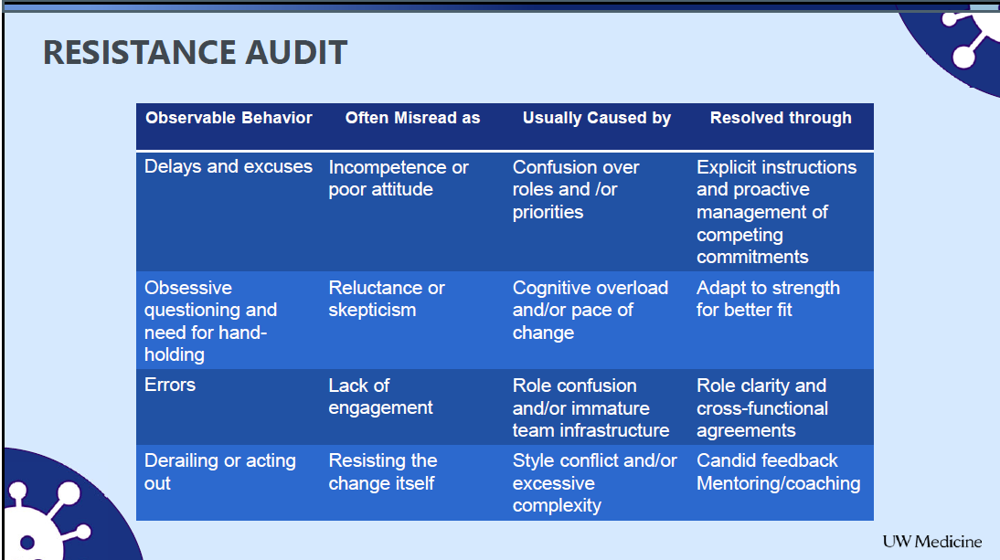 RESISTANCE AUDIT
Observable Behavior
Often Misread as
Usually Caused by
Resolved through
Delays and excuses
Incompetence or
poor attitude
Confusion over
roles and /or
priorities
Explicit instructions
and proactive
management of
competing
commitments
Obsessive
questioning and
need for hand-
holding
Reluctance or
skepticism
Cognitive overload
and/or pace of
change
Adapt to strength
for better fit
Errors
Lack of
engagement
Role confusion
and/or immature
team infrastructure
Role clarity and
cross-functional
agreements
Derailing or acting
out
Resisting the
change itself
Style conflict and/or
excessive
complexity
Candid feedback
Mentoring/coaching
UW Medicine